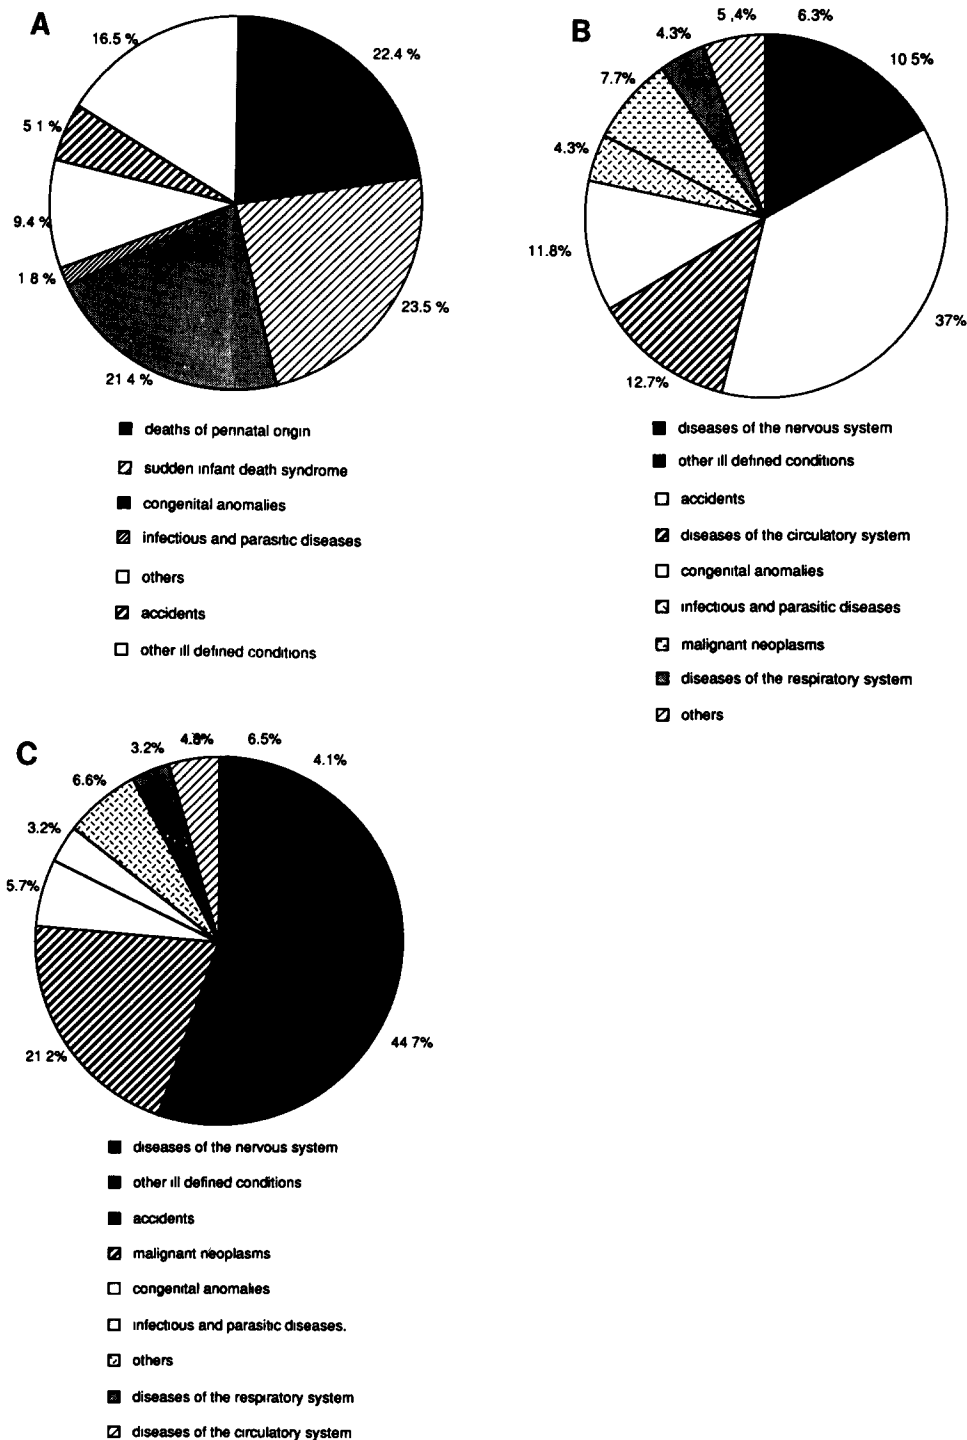 A
16.5 %
22.4 %
5 1 %
9.4 %
1 8 %
23.5 %
21 4 %
deaths of perinatal origin
sudden infant death syndrome
congenital anomalies
infectious and parasitic diseases
others
accidents
other ill defined conditions
B
5 ,4%
6.3%
4.3%
10 5%
7.7%
4.3%
11.8%
37%
12.7%
diseases of the nervous system
other ill defined conditions
accidents
diseases of the circulatory system
congenital anomalies
infectious and parasitic diseases
malignant neoplasms
diseases of the respiratory system
others
C
3.2%
6.5%
4.1%
6.6%
3.2%
5.7%
44 7%
21 2%
diseases of the nervous system
other ill defined conditions
accidents
malignant neoplasms
congenital anomalies
infectious and parasitic diseases.
others
diseases of the respiratory system
diseases of the circulatory system